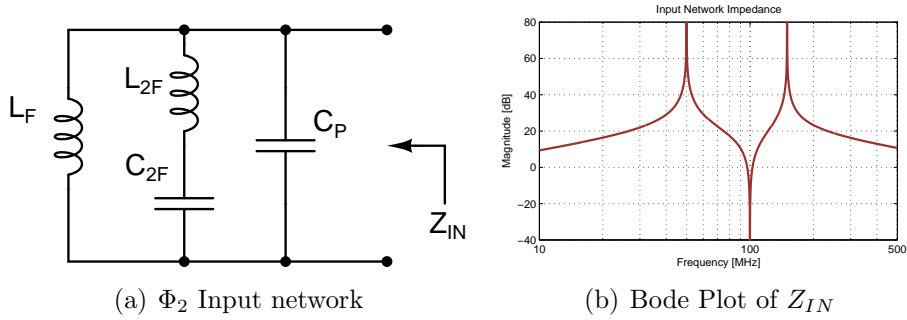 L_F
L_2F
C_2F
C_P
Z_IN
(a) Φ₂ Input network
Input Network Impedance
Magnitude [dB]
80
60
40
20
0
−20
−40
10
100
500
Frequency [MHz]
(b) Bode Plot of Z_IN